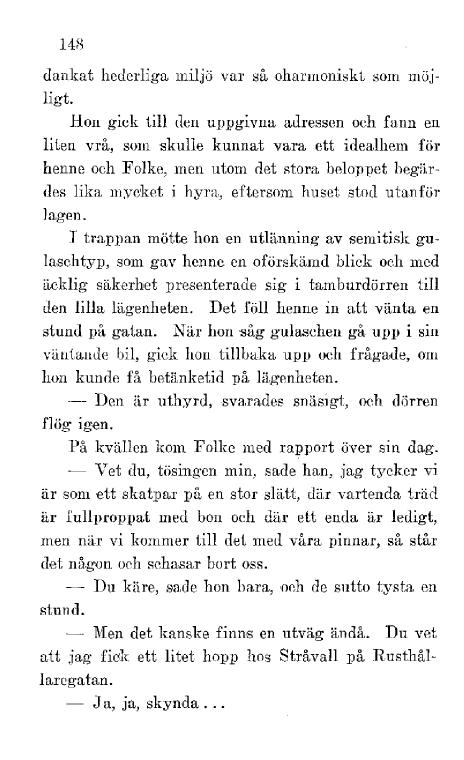 148
dankat hederliga miljö var så oharmoniskt som möj-
ligt.
Hon gick till den uppgivna adressen och fann en
liten vrå, som skulle kunnat vara ett idealhem för
henne och Folke, men utom det stora beloppet begär-
des lika mycket i hyra, eftersom huset stod utanför
lagen.
I trappan mötte hon en utlänning av semitisk gu-
laschtyp, som gav henne en oförskämd blick och med
äcklig säkerhet presenterade sig i tamburdörren till
den lilla lägenheten. Det föll henne in att vänta en
stund på gatan. När hon såg gulaschen gå upp i sin
väntande bil, gick hon tillbaka upp och frågade, om
hon kunde få betänketid på lägenheten.
— Den är uthyrd, svarades snäsigt, och dörren
flög igen.
På kvällen kom Folke med rapport över sin dag.
— Vet du, tösingen min, sade han, jag tycker vi
är som ett skatpar på en stor slätt, där vartenda träd
är fullproppat med bon och där ett enda är ledigt,
men när vi kommer till det med våra pinnar, så står
det någon och schasar bort oss.
— Du käre, sade hon bara, och de sutto tysta en
stund.
— Men det kanske finns en utväg ändå. Du vet
att jag fick ett litet hopp hos Stråvall på Rusthål-
laregatan.
— Ja, ja, skynda . . .